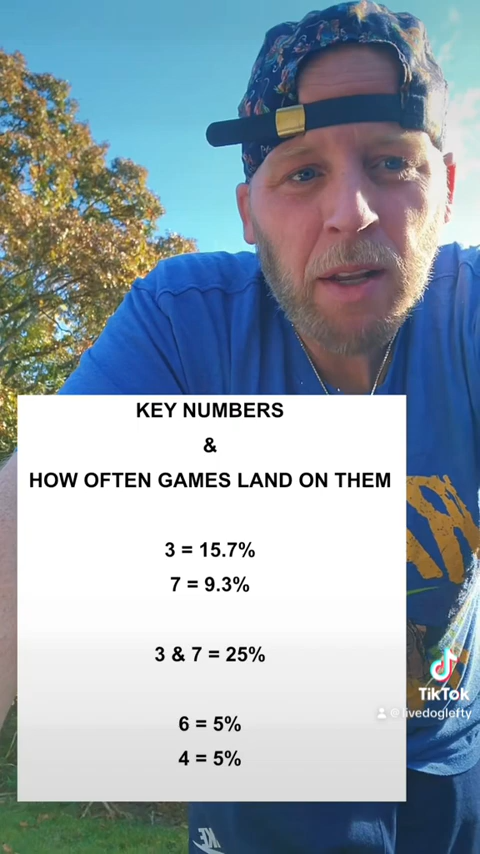 KEY NUMBERS
&
HOW OFTEN GAMES LAND ON THEM
3 = 15.7%
7 = 9.3%
3 & 7 = 25%
6 = 5%
4 = 5%
TikTok